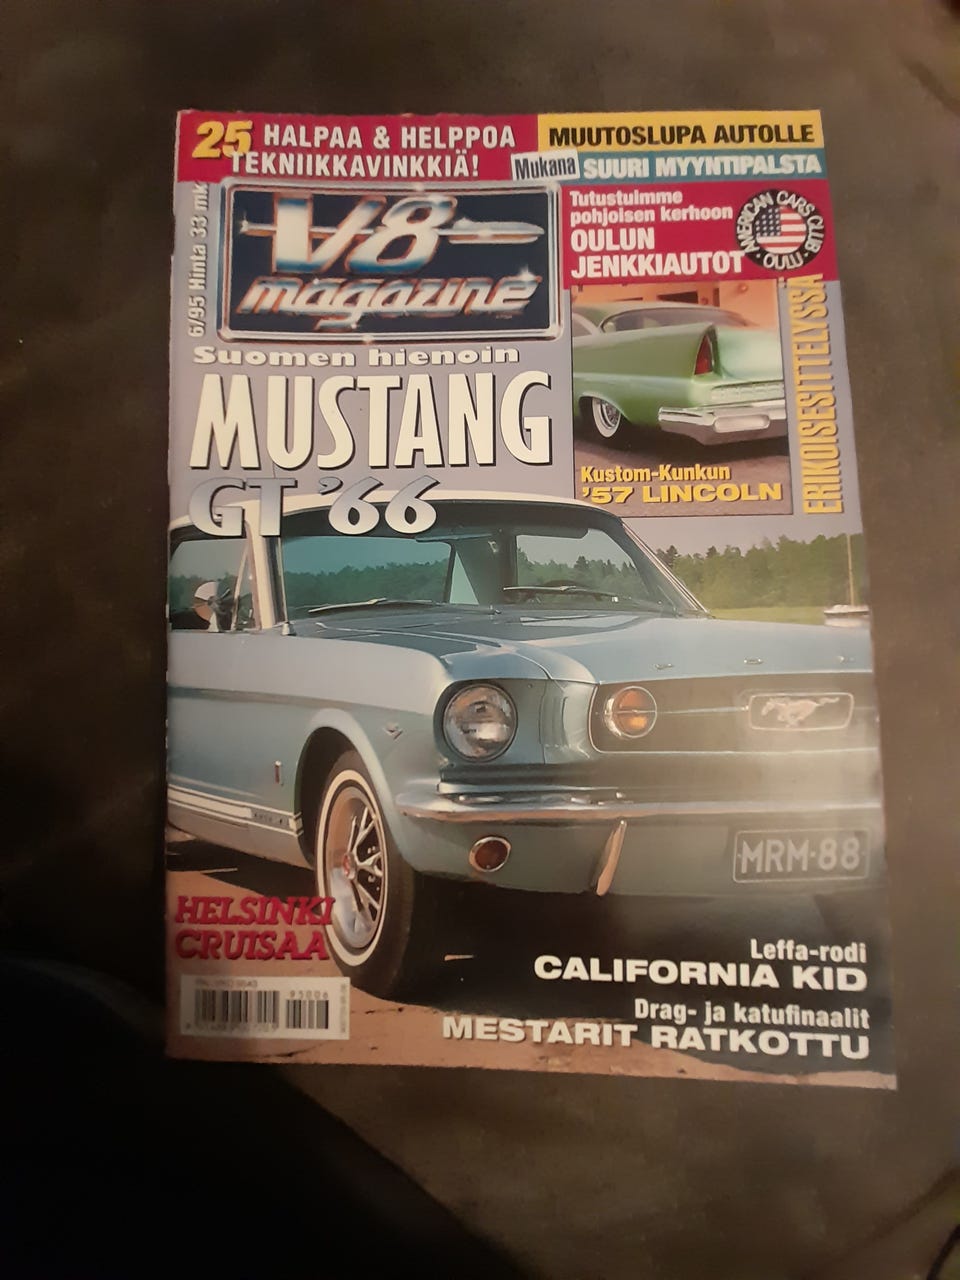 25 HALPAA & HELPPOA
TEKNIIKKAVINKKIÄ!
MUUTOSLUPA AUTOLLE
Mukana SUURI MYYNTIPALSTA
6/95 Hinta 33 mk
V8
magazine
Tutustuimme
pohjoisen kerhoon
OULUN
JENKKIAUTOT
AMERICAN CARS CLUB
OULU
ERIKOISESITTELYSSÄ
Kustom-Kunkun
'57 LINCOLN
Suomen hienoin
MUSTANG
GT '66
MRM-88
HELSINKI
CRUISAA
95006
Leffa-rodi
CALIFORNIA KID
Drag- ja katufinaalit
MESTARIT RATKOTTU